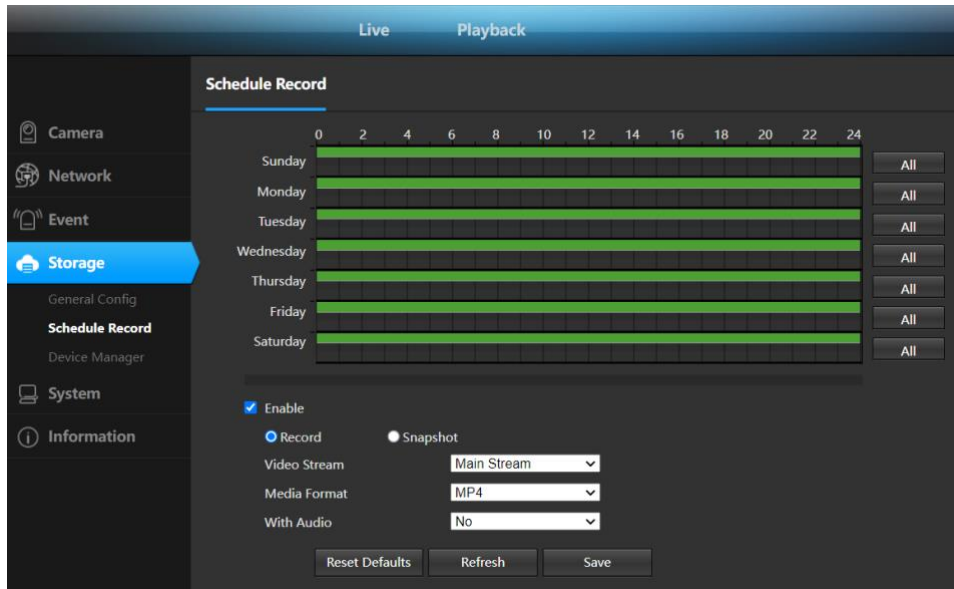 Live Playback
Schedule Record
Camera
Network
Event
Storage
General Config
Schedule Record
Device Manager
System
Information
0 2 4 6 8 10 12 14 16 18 20 22 24
Sunday All
Monday All
Tuesday All
Wednesday All
Thursday All
Friday All
Saturday All
Enable
Record Snapshot
Video Stream Main Stream
Media Format MP4
With Audio No
Reset Defaults Refresh Save